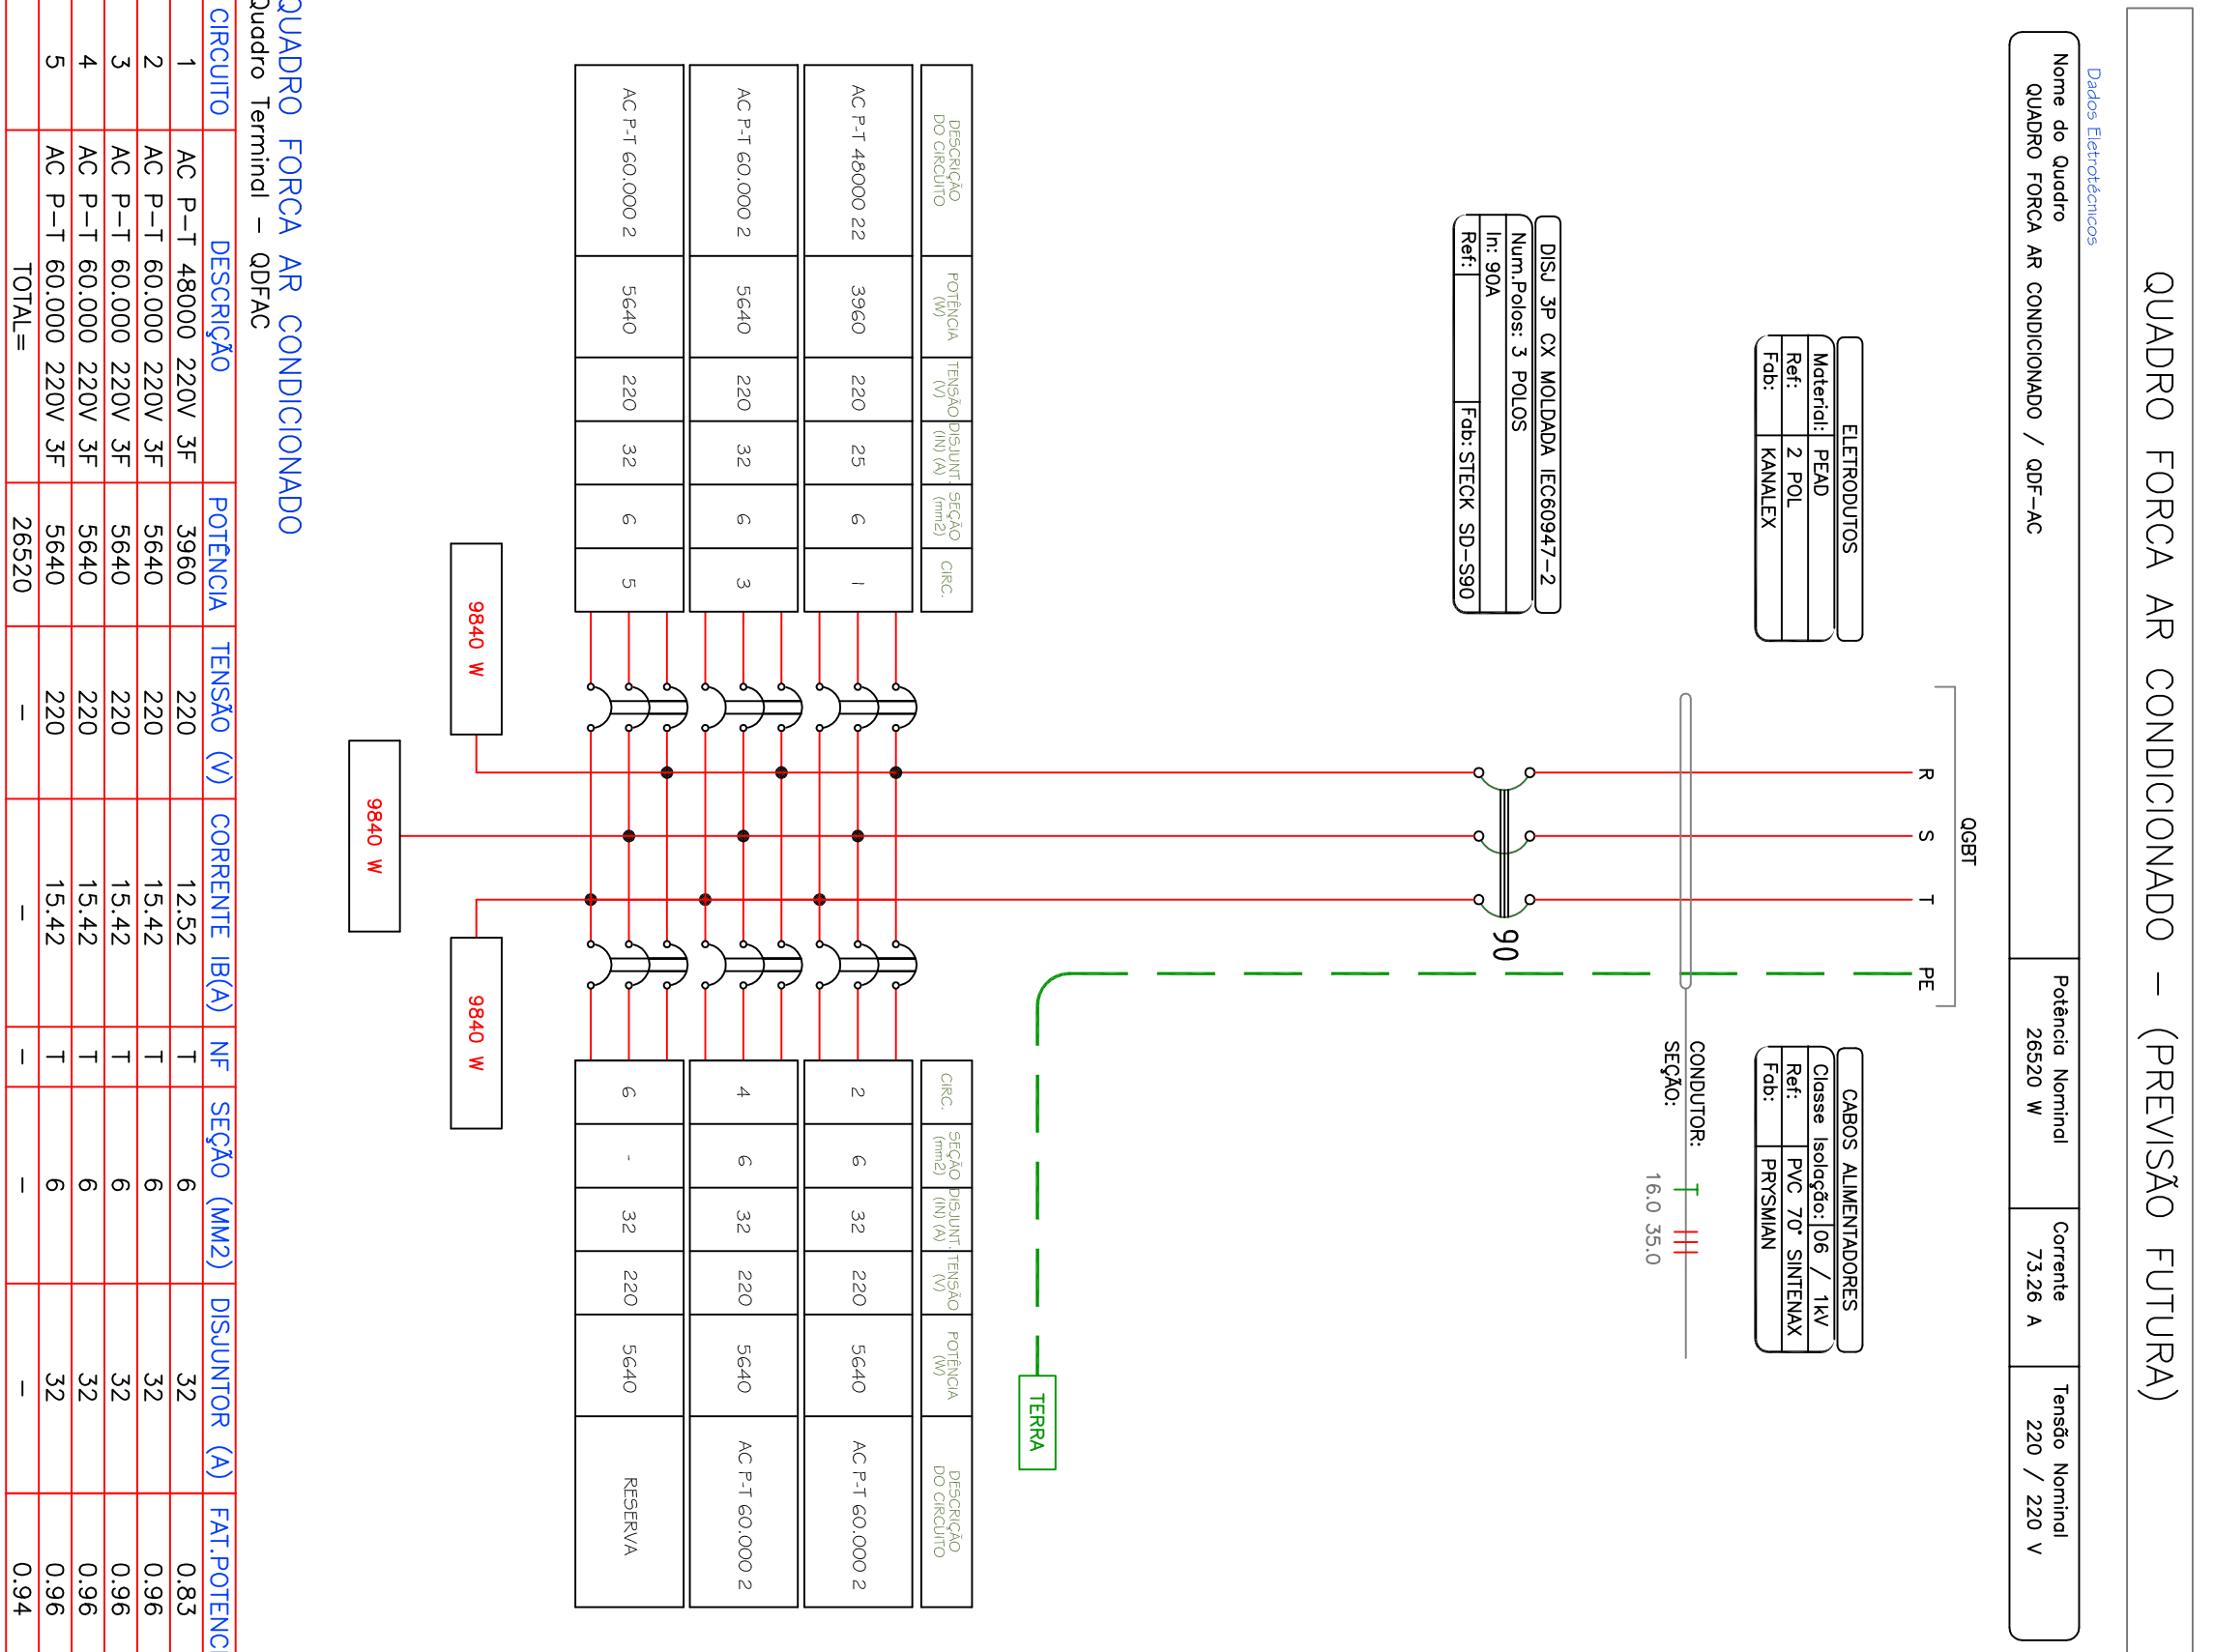 QUADRO FORCA AR CONDICIONADO – (PREVISÃO FUTURA)
Dados Eletrotécnicos
Nome do Quadro
QUADRO FORCA AR CONDICIONADO / QDF-AC
Potência Nominal
26520 W
Corrente
73.26 A
Tensão Nominal
220 / 220 V
QGBT
R S T PE
ELETRODUTOS
Material: PEAD
Ref: 2 POL
Fab: KANALEX
CABOS ALIMENTADORES
Classe Isolação: 06 / 1kV
Ref: PVC 70° SINTENAX
Fab: PRYSMIAN
CONDUTOR:
SEÇÃO:
16.0 35.0
DISJ 3P CX MOLDADA IEC60947-2
Num.Polos: 3 POLOS
In: 90A
Ref: Fab: STECK SD-S90
90
TERRA
DESCRIÇÃO DO CIRCUITO POTÊNCIA (W) TENSÃO (V) DISJUNT. (IN) (A) SEÇÃO (mm2) CIRC.
AC P-T 48000 22 3960 220 25 6 1
AC P-T 60.000 2 5640 220 32 6 3
AC P-T 60.000 2 5640 220 32 6 5
CIRC. SEÇÃO (mm2) DISJUNT. (IN) (A) TENSÃO (V) POTÊNCIA (W) DESCRIÇÃO DO CIRCUITO
2 6 32 220 5640 AC P-T 60.000 2
4 6 32 220 5640 AC P-T 60.000 2
6 - 32 220 5640 RESERVA
9840 W
9840 W
9840 W
QUADRO FORCA AR CONDICIONADO
Quadro Terminal – QDFAC
CIRCUITO DESCRIÇÃO POTÊNCIA TENSÃO (V) CORRENTE IB(A) NF SEÇÃO (MM2) DISJUNTOR (A) FAT.POTENCI
1 AC P-T 48000 220V 3F 3960 220 12.52 T 6 32 0.83
2 AC P-T 60.000 220V 3F 5640 220 15.42 T 6 32 0.96
3 AC P-T 60.000 220V 3F 5640 220 15.42 T 6 32 0.96
4 AC P-T 60.000 220V 3F 5640 220 15.42 T 6 32 0.96
5 AC P-T 60.000 220V 3F 5640 220 15.42 T 6 32 0.96
TOTAL= 26520 – – – – – 0.94